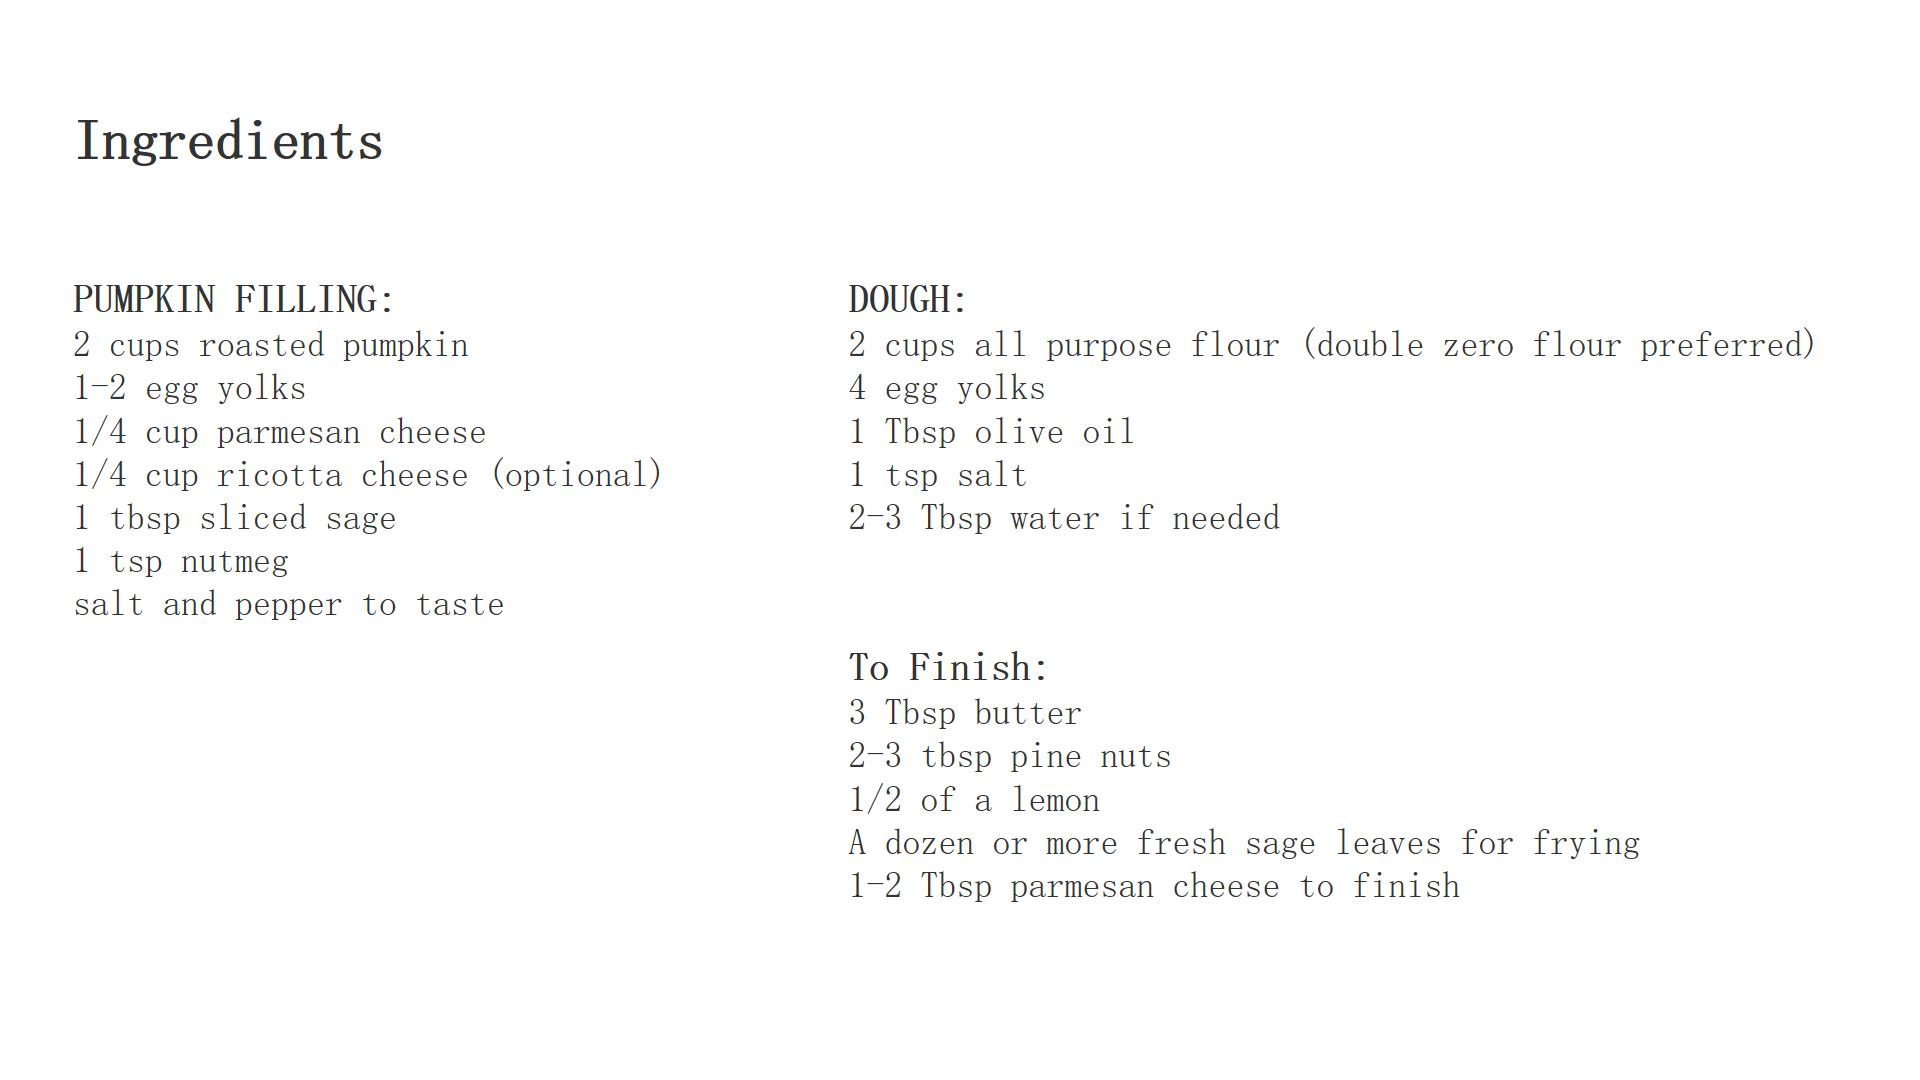 Ingredients
PUMPKIN FILLING:
2 cups roasted pumpkin
1-2 egg yolks
1/4 cup parmesan cheese
1/4 cup ricotta cheese (optional)
1 tbsp sliced sage
1 tsp nutmeg
salt and pepper to taste
DOUGH:
2 cups all purpose flour (double zero flour preferred)
4 egg yolks
1 Tbsp olive oil
1 tsp salt
2-3 Tbsp water if needed
To Finish:
3 Tbsp butter
2-3 tbsp pine nuts
1/2 of a lemon
A dozen or more fresh sage leaves for frying
1-2 Tbsp parmesan cheese to finish